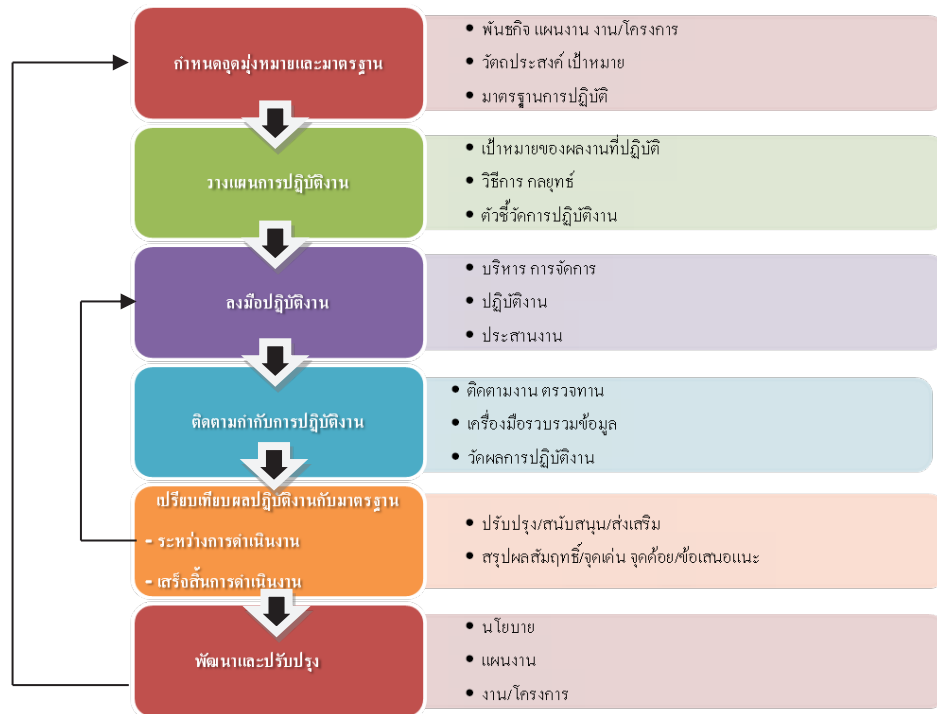 กำหนดจุดมุ่งหมายและมาตรฐาน
• พันธกิจ แผนงาน งาน/โครงการ
• วัตถุประสงค์ เป้าหมาย
• มาตรฐานการปฏิบัติ
วางแผนการปฏิบัติงาน
• เป้าหมายของผลงานที่ปฏิบัติ
• วิธีการ กลยุทธ์
• ตัวชี้วัดการปฏิบัติงาน
ลงมือปฏิบัติงาน
• บริหาร การจัดการ
• ปฏิบัติงาน
• ประสานงาน
ติดตามกำกับการปฏิบัติงาน
• ติดตามงาน ตรวจทาน
• เครื่องมือรวบรวมข้อมูล
• วัดผลการปฏิบัติงาน
เปรียบเทียบผลปฏิบัติงานกับมาตรฐาน
- ระหว่างการดำเนินงาน
- เสร็จสิ้นการดำเนินงาน
• ปรับปรุง/สนับสนุน/ส่งเสริม
• สรุปผลสัมฤทธิ์/จุดเด่น จุดด้อย/ข้อเสนอแนะ
พัฒนาและปรับปรุง
• นโยบาย
• แผนงาน
• งาน/โครงการ